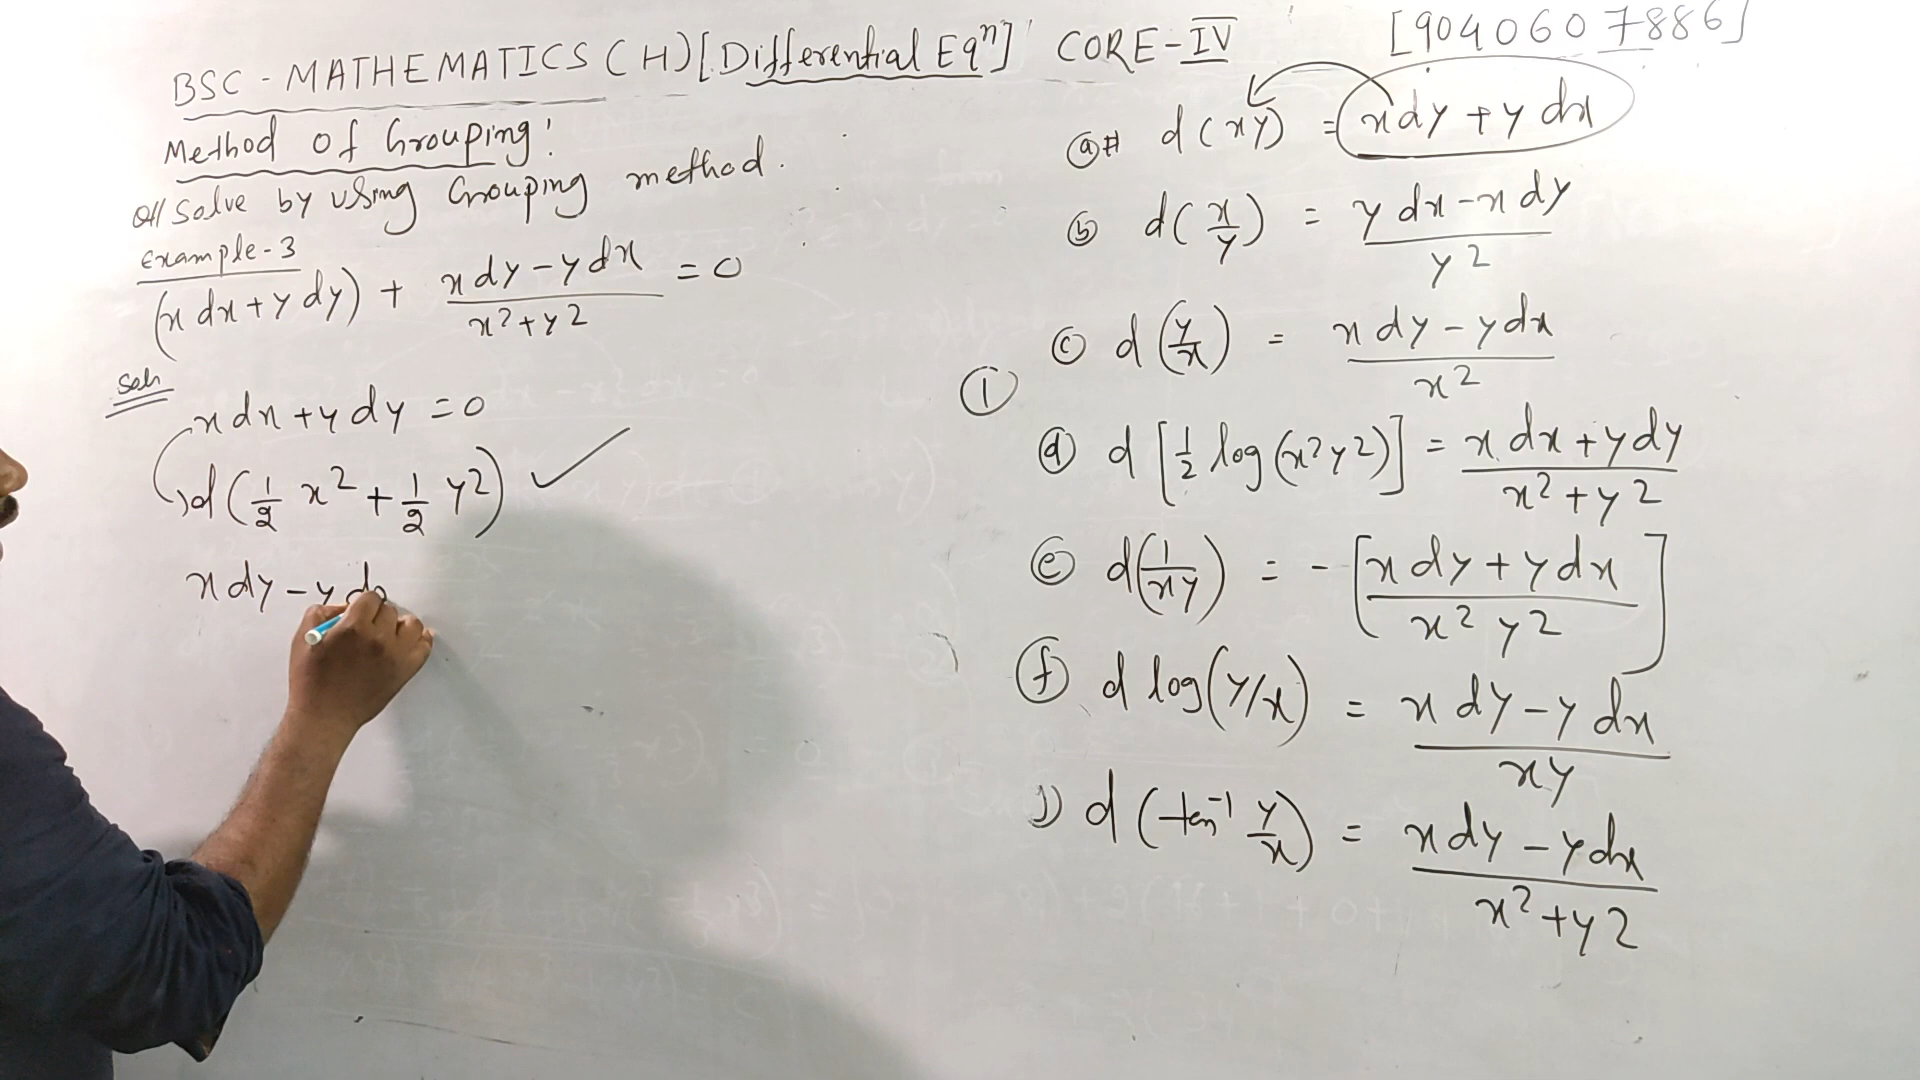 BSC - MATHEMATICS (H) [Differential Eqⁿ] CORE - IV
[9040607886]
Method of Grouping:
Q// Solve by using Grouping method.
Example-3
(x dx + y dy) + (x dy - y dx)/(x² + y²) = 0
Soln
x dx + y dy = 0
d(1/2 x² + 1/2 y²) ✓
x dy - y dx
①
ⓐ # d(xy) = x dy + y dx
ⓑ d(x/y) = (y dx - x dy)/y²
ⓒ d(y/x) = (x dy - y dx)/x²
ⓓ d[1/2 log(x² y²)] = (x dx + y dy)/(x² + y²)
ⓔ d(1/xy) = -[(x dy + y dx)/(x² y²)]
ⓕ d log(y/x) = (x dy - y dx)/xy
d(tan⁻¹ y/x) = (x dy - y dx)/(x² + y²)